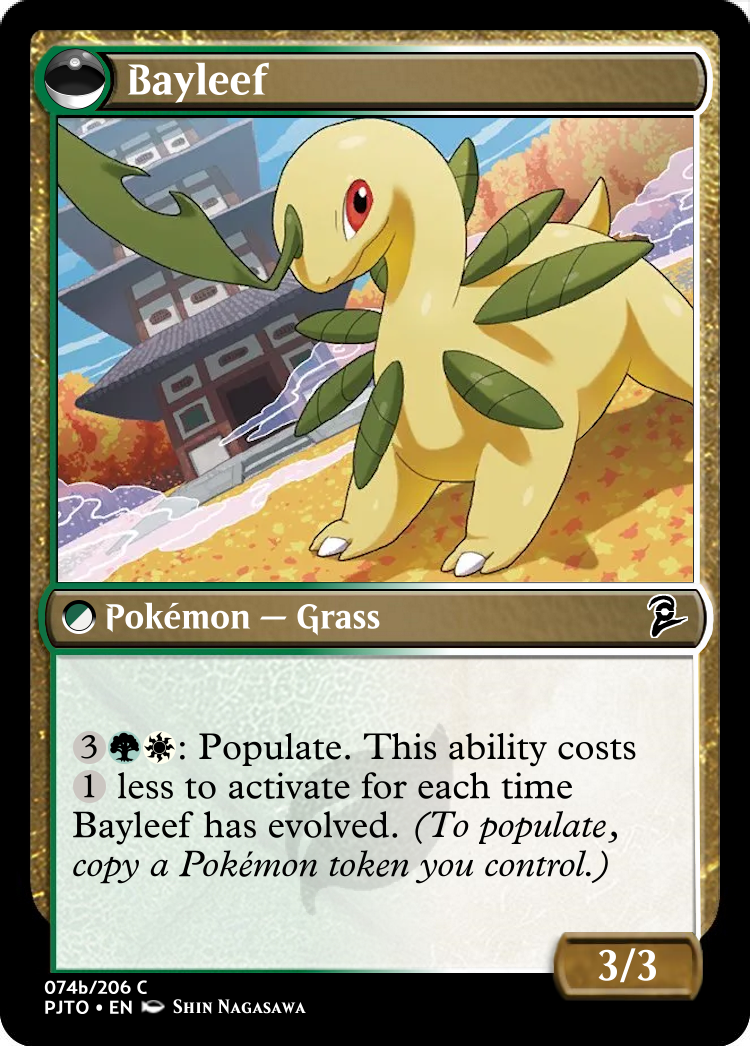 Bayleef
Pokémon — Grass
3: Populate. This ability costs
1 less to activate for each time
Bayleef has evolved. (To populate,
copy a Pokémon token you control.)
3/3
074b/206 C
PJTO • EN Shin Nagasawa